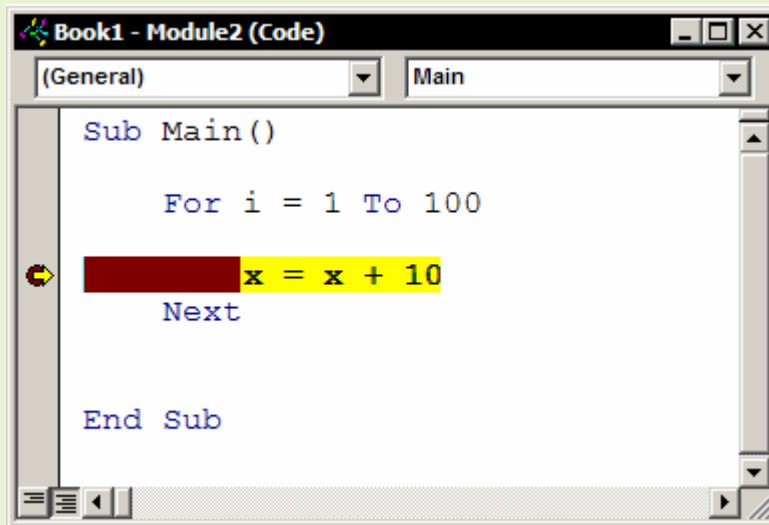 Book1 - Module2 (Code)
(General) Main
Sub Main()
For i = 1 To 100
x = x + 10
Next
End Sub